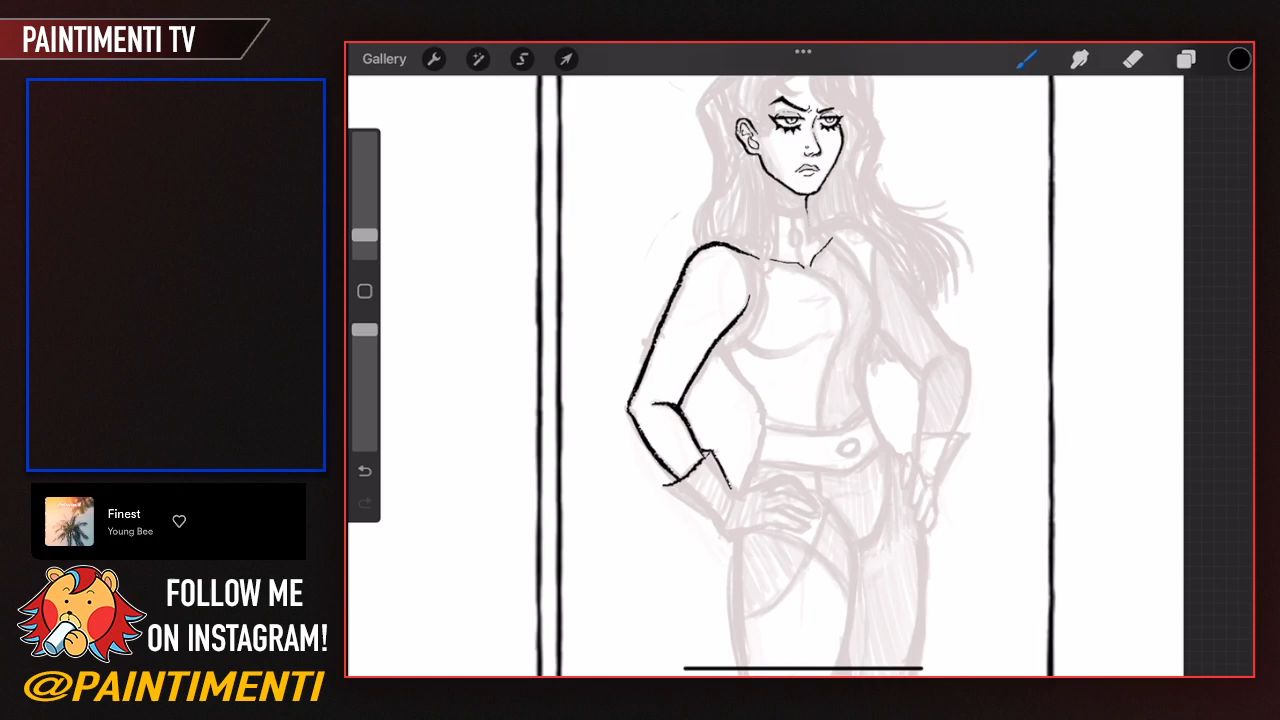 PAINTIMENTI TV
Gallery
Finest
Young Bee
FOLLOW ME
ON INSTAGRAM!
@PAINTIMENTI